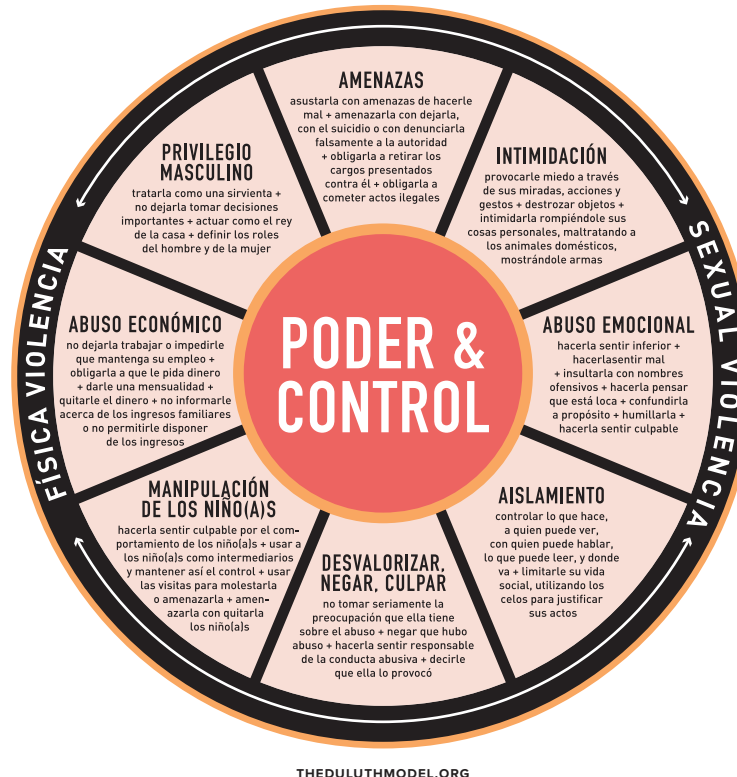 AMENAZAS
asustarla con amenazas de hacerle
mal + amenazarla con dejarla,
con el suicidio o con denunciarla
falsamente a la autoridad
+ obligarla a retirar los
cargos presentados
contra él + obligarla a
cometer actos ilegales
INTIMIDACIÓN
provocarle miedo a través
de sus miradas, acciones y
gestos + destrozar objetos +
intimidarla rompiéndole sus
cosas personales, maltratando a
los animales domésticos,
mostrándole armas
ABUSO EMOCIONAL
hacerla sentir inferior +
hacerlasentir mal
+ insultarla con nombres
ofensivos + hacerla pensar
que está loca + confundirla
a propósito + humillarla +
hacerla sentir culpable
AISLAMIENTO
controlar lo que hace,
a quien puede ver,
con quien puede hablar,
lo que puede leer, y donde
va + limitarle su vida
social, utilizando los
celos para justificar
sus actos
DESVALORIZAR,
NEGAR, CULPAR
no tomar seriamente la
preocupación que ella tiene
sobre el abuso + negar que hubo
abuso + hacerla sentir responsable
de la conducta abusiva + decirle
que ella lo provocó
MANIPULACIÓN
DE LOS NIÑO(A)S
hacerla sentir culpable por el com-
portamiento de los niño(a)s + usar a
los niño(a)s como intermediarios
y mantener así el control + usar
las visitas para molestarla
o amenazarla + amen-
azarla con quitarla
los niño(a)s
ABUSO ECONÓMICO
no dejarla trabajar o impedirle
que mantenga su empleo +
obligarla a que le pida dinero
+ darle una mensualidad +
quitarle el dinero + no informarle
acerca de los ingresos familiares
o no permitirle disponer
de los ingresos
PRIVILEGIO
MASCULINO
tratarla como una sirvienta +
no dejarla tomar decisiones
importantes + actuar como el rey
de la casa + definir los roles
del hombre y de la mujer
PODER &
CONTROL
FÍSICA VIOLENCIA
SEXUAL VIOLENCIA
THEDULUTHMODEL.ORG